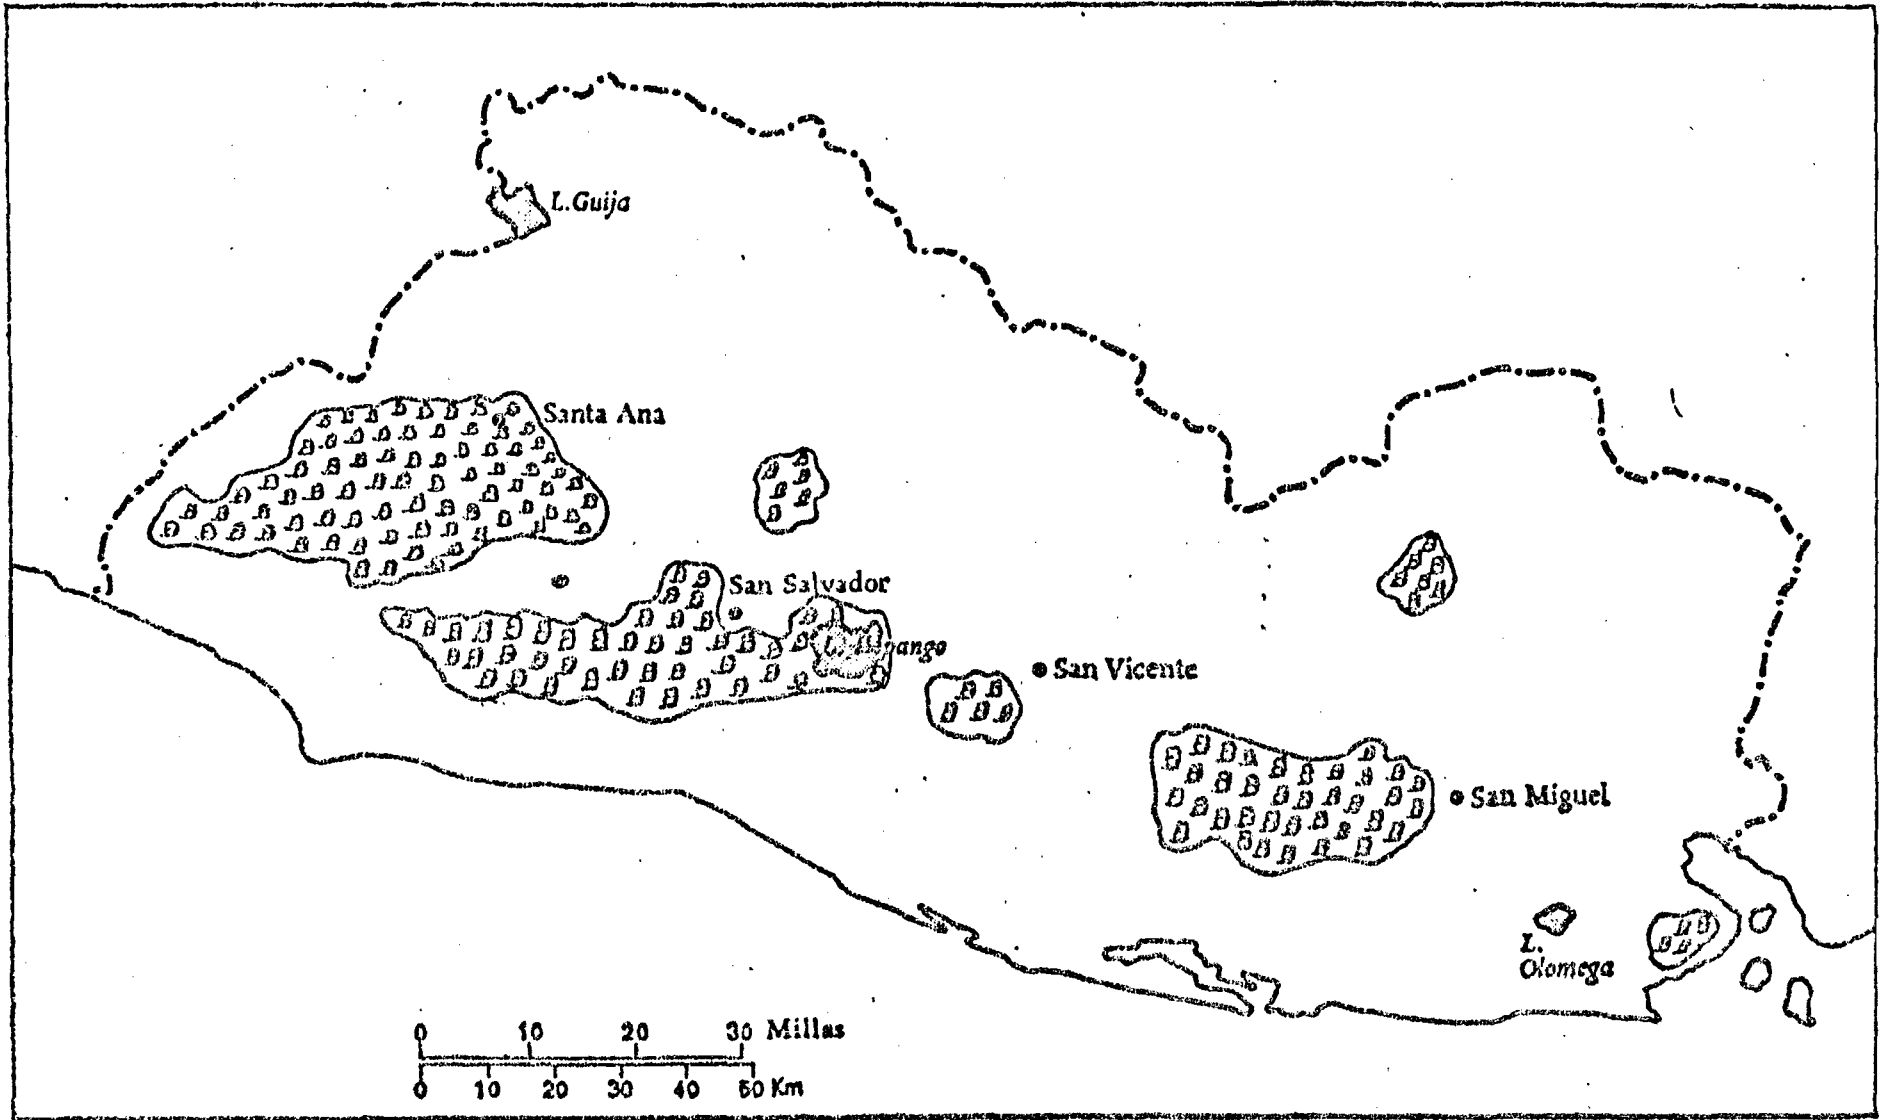 L.Guija
Santa Ana
San Salvador
ango
San Vicente
San Miguel
L.
Olomega
0 10 20 30 Millas
0 10 20 30 40 50 Km